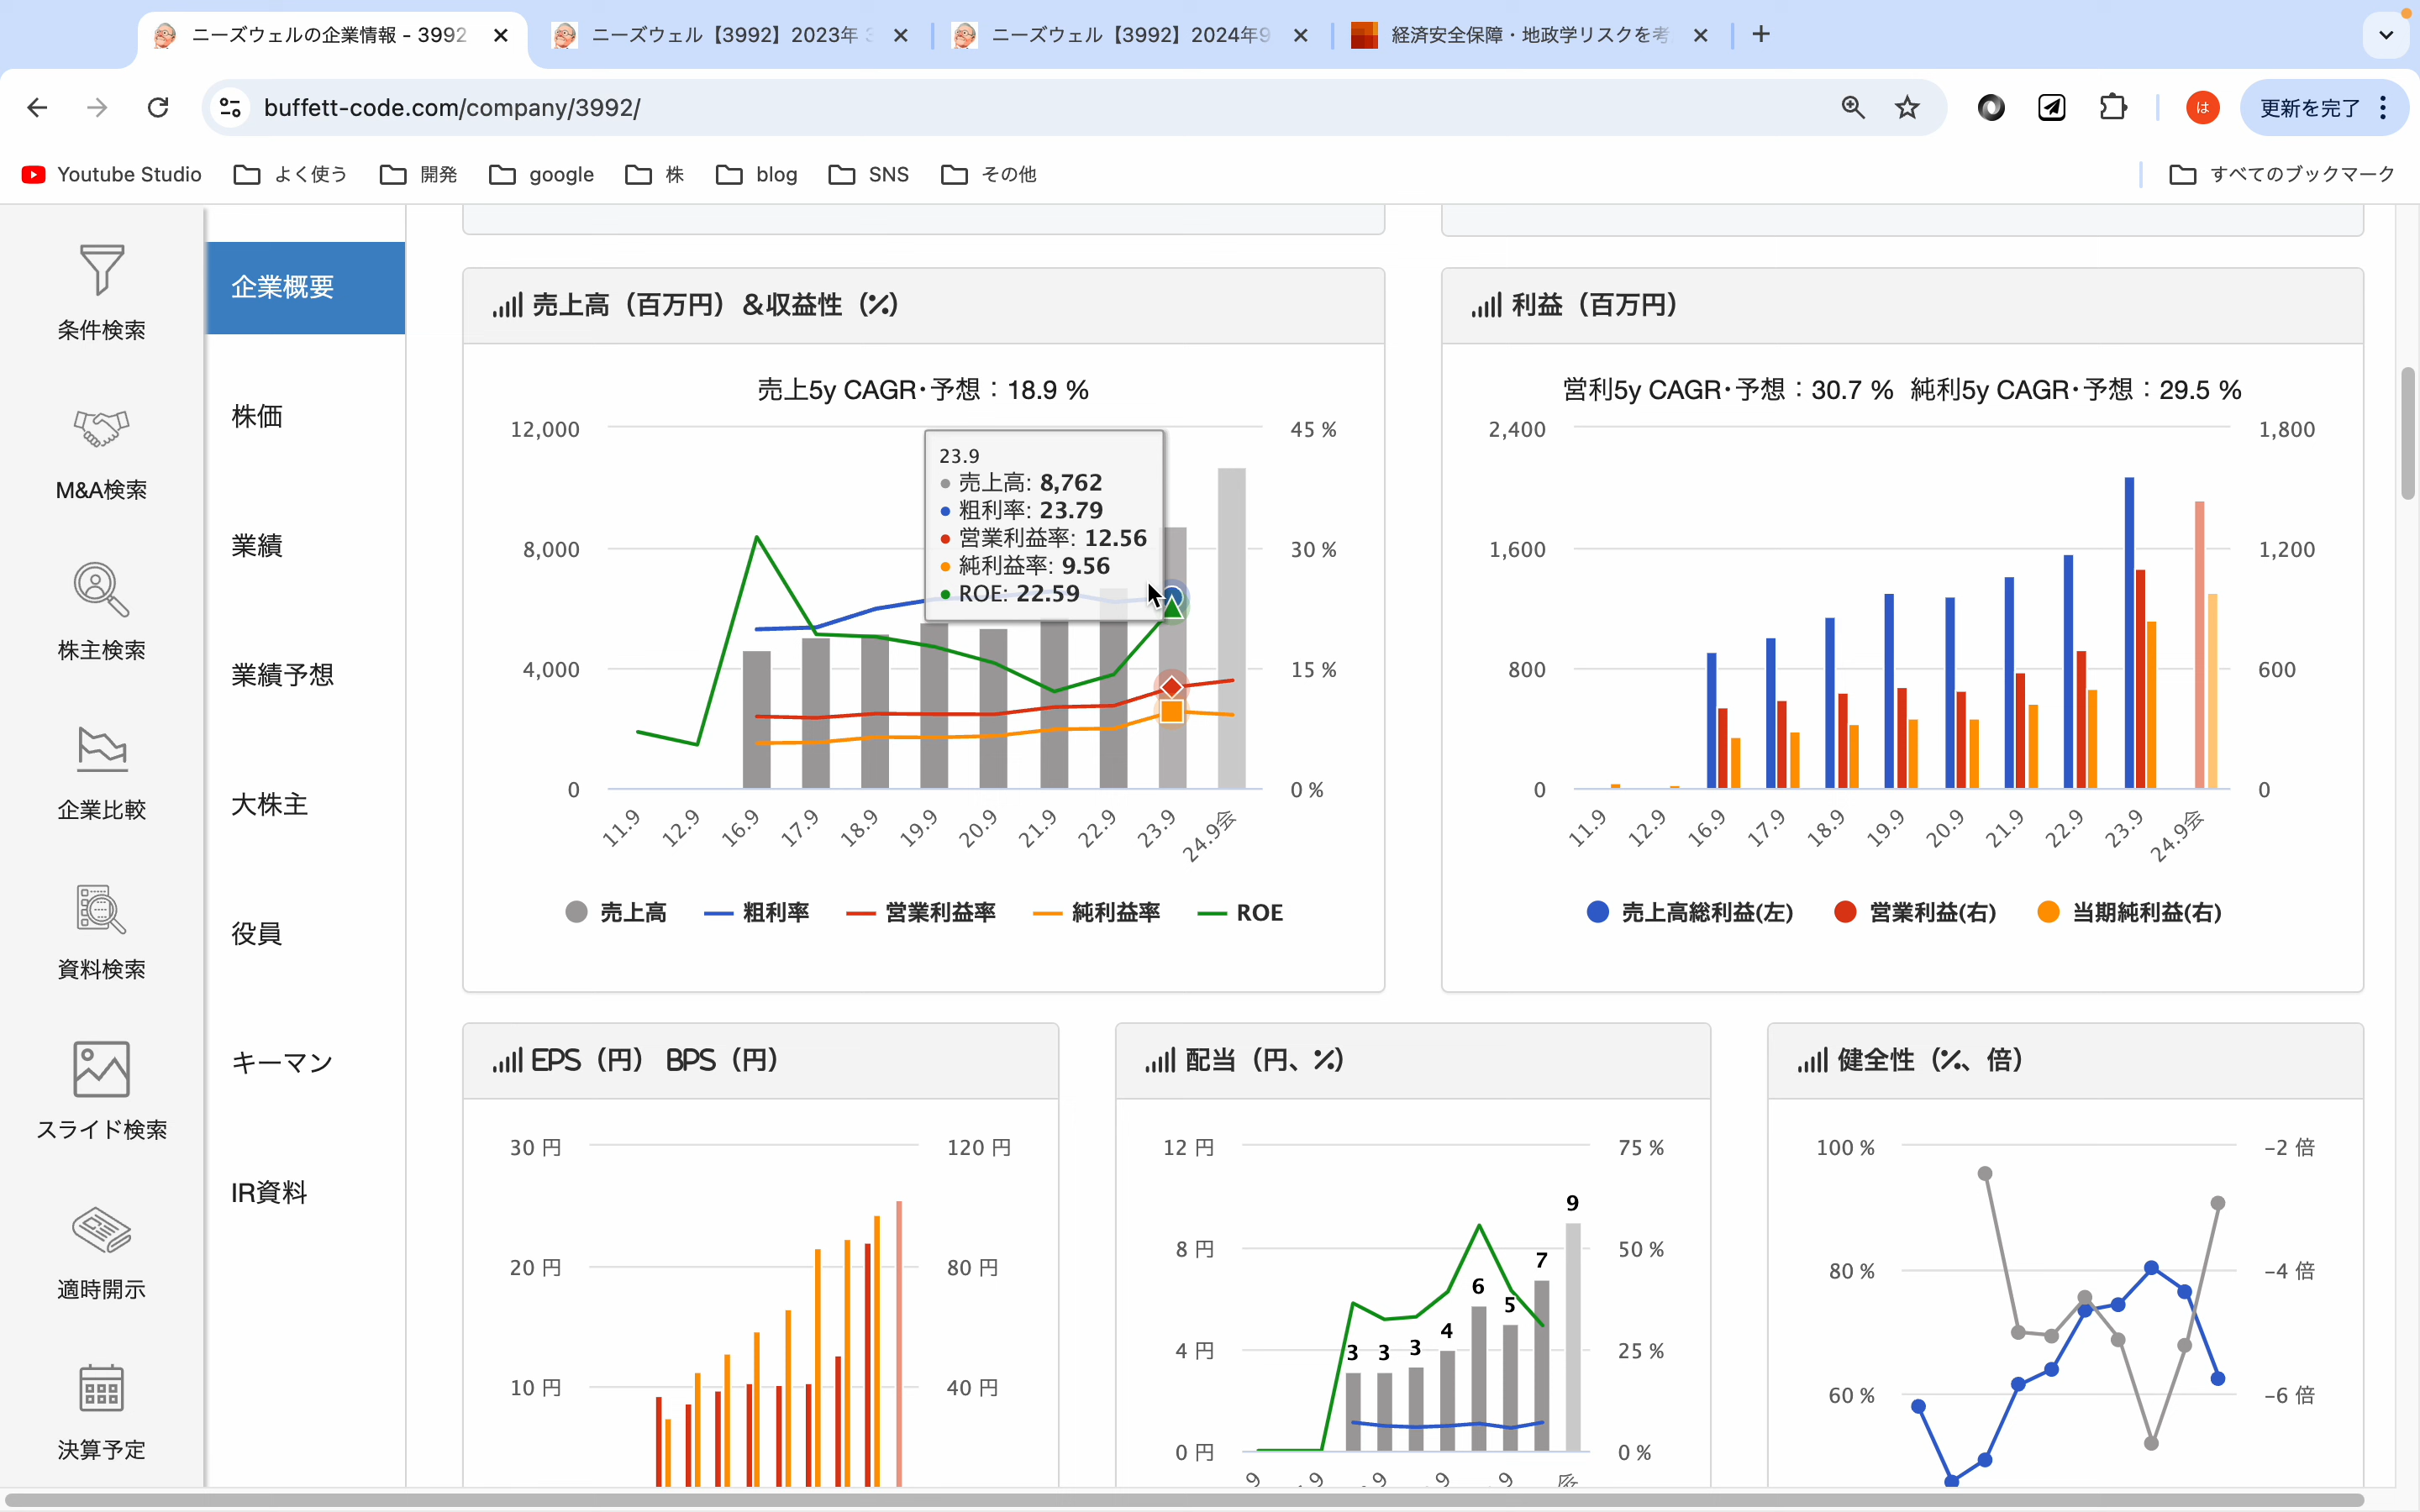 ニーズウェルの企業情報 - 3992
ニーズウェル【3992】2023年
ニーズウェル【3992】2024年9
経済安全保障・地政学リスクを考
buffett-code.com/company/3992/
は
更新を完了
Youtube Studio
よく使う
開発
google
株
blog
SNS
その他
すべてのブックマーク
条件検索
M&A検索
株主検索
企業比較
資料検索
スライド検索
適時開示
決算予定
企業概要
株価
業績
業績予想
大株主
役員
キーマン
IR資料
売上高（百万円）＆収益性（%）
売上5y CAGR・予想：18.9 %
12,000
8,000
4,000
0
45 %
30 %
15 %
0 %
23.9
売上高: 8,762
粗利率: 23.79
営業利益率: 12.56
純利益率: 9.56
ROE: 22.59
11.9
12.9
16.9
17.9
18.9
19.9
20.9
21.9
22.9
23.9
24.9会
売上高
粗利率
営業利益率
純利益率
ROE
利益（百万円）
営利5y CAGR・予想：30.7 % 純利5y CAGR・予想：29.5 %
2,400
1,600
800
0
1,800
1,200
600
0
11.9
12.9
16.9
17.9
18.9
19.9
20.9
21.9
22.9
23.9
24.9会
売上高総利益(左)
営業利益(右)
当期純利益(右)
EPS（円） BPS（円）
30 円
20 円
10 円
120 円
80 円
40 円
配当（円、%）
12 円
8 円
4 円
0 円
75 %
50 %
25 %
0 %
3
3
3
4
6
5
7
9
健全性（%、倍）
100 %
80 %
60 %
-2 倍
-4 倍
-6 倍